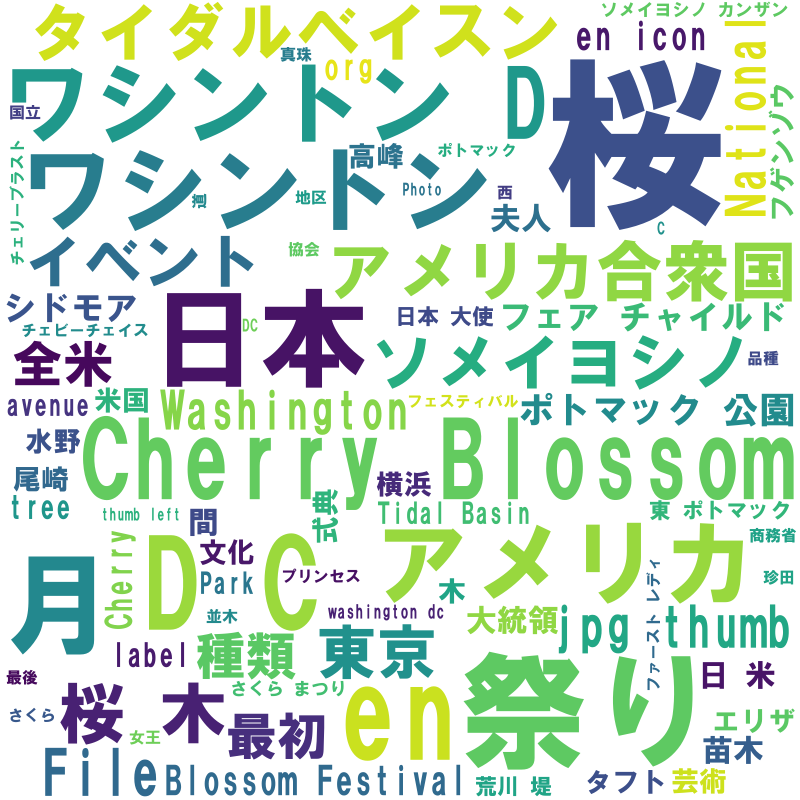 ソメイヨシノ カンザン
タイダルベイスン
en icon
真珠
org
National
ワシントン D
桜
国立
フゲンゾウ
チェリーブラスト
ワシントン
高峰
ポトマック
道
地区
Photo
西
夫人
C
イベント
協会
アメリカ合衆国
シドモア
日本
DC
日本 大使
フェア チャイルド
チェビーチェイス
全米
ソメイヨシノ
品種
avenue
米国
Washington
フェスティバル
ポトマック 公園
水野
Cherry Blossom
尾崎
横浜
tree
thumb left
間
式典
Tidal Basin
東 ポトマック
商務省
月
Cherry
D C
文化
アメリカ
プリンセス
Park
木
珍田
ファースト レディ
並木
washington dc
大統領
jpg thumb
label
種類
東京
祭り
日 米
最後
さくら まつり
さくら
桜 木
女王
最初
en
エリザ
苗木
File
Blossom Festival
荒川 堤
タフト
芸術